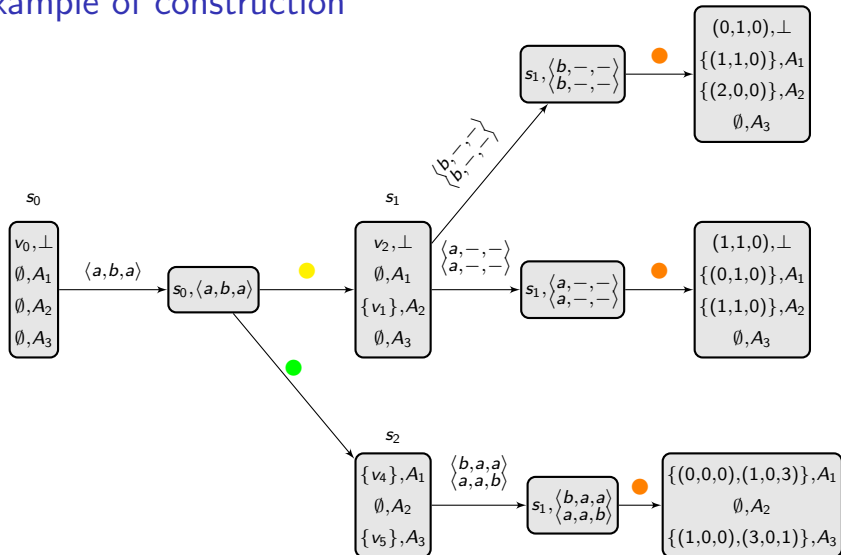 xample of construction
s₀
v₀,⊥
∅,A₁
∅,A₂
∅,A₃
⟨a,b,a⟩
s₀,⟨a,b,a⟩
s₁
v₂,⊥
∅,A₁
{v₁},A₂
∅,A₃
⟨b,−,−⟩
⟨b,−,−⟩
s₁,⟨b,−,−⟩
⟨b,−,−⟩
(0,1,0),⊥
{(1,1,0)},A₁
{(2,0,0)},A₂
∅,A₃
⟨a,−,−⟩
⟨a,−,−⟩
s₁,⟨a,−,−⟩
⟨a,−,−⟩
(1,1,0),⊥
{(0,1,0)},A₁
{(1,1,0)},A₂
∅,A₃
s₂
{v₄},A₁
∅,A₂
{v₅},A₃
⟨b,a,a⟩
⟨a,a,b⟩
s₁,⟨b,a,a⟩
⟨a,a,b⟩
{(0,0,0),(1,0,3)},A₁
∅,A₂
{(1,0,0),(3,0,1)},A₃